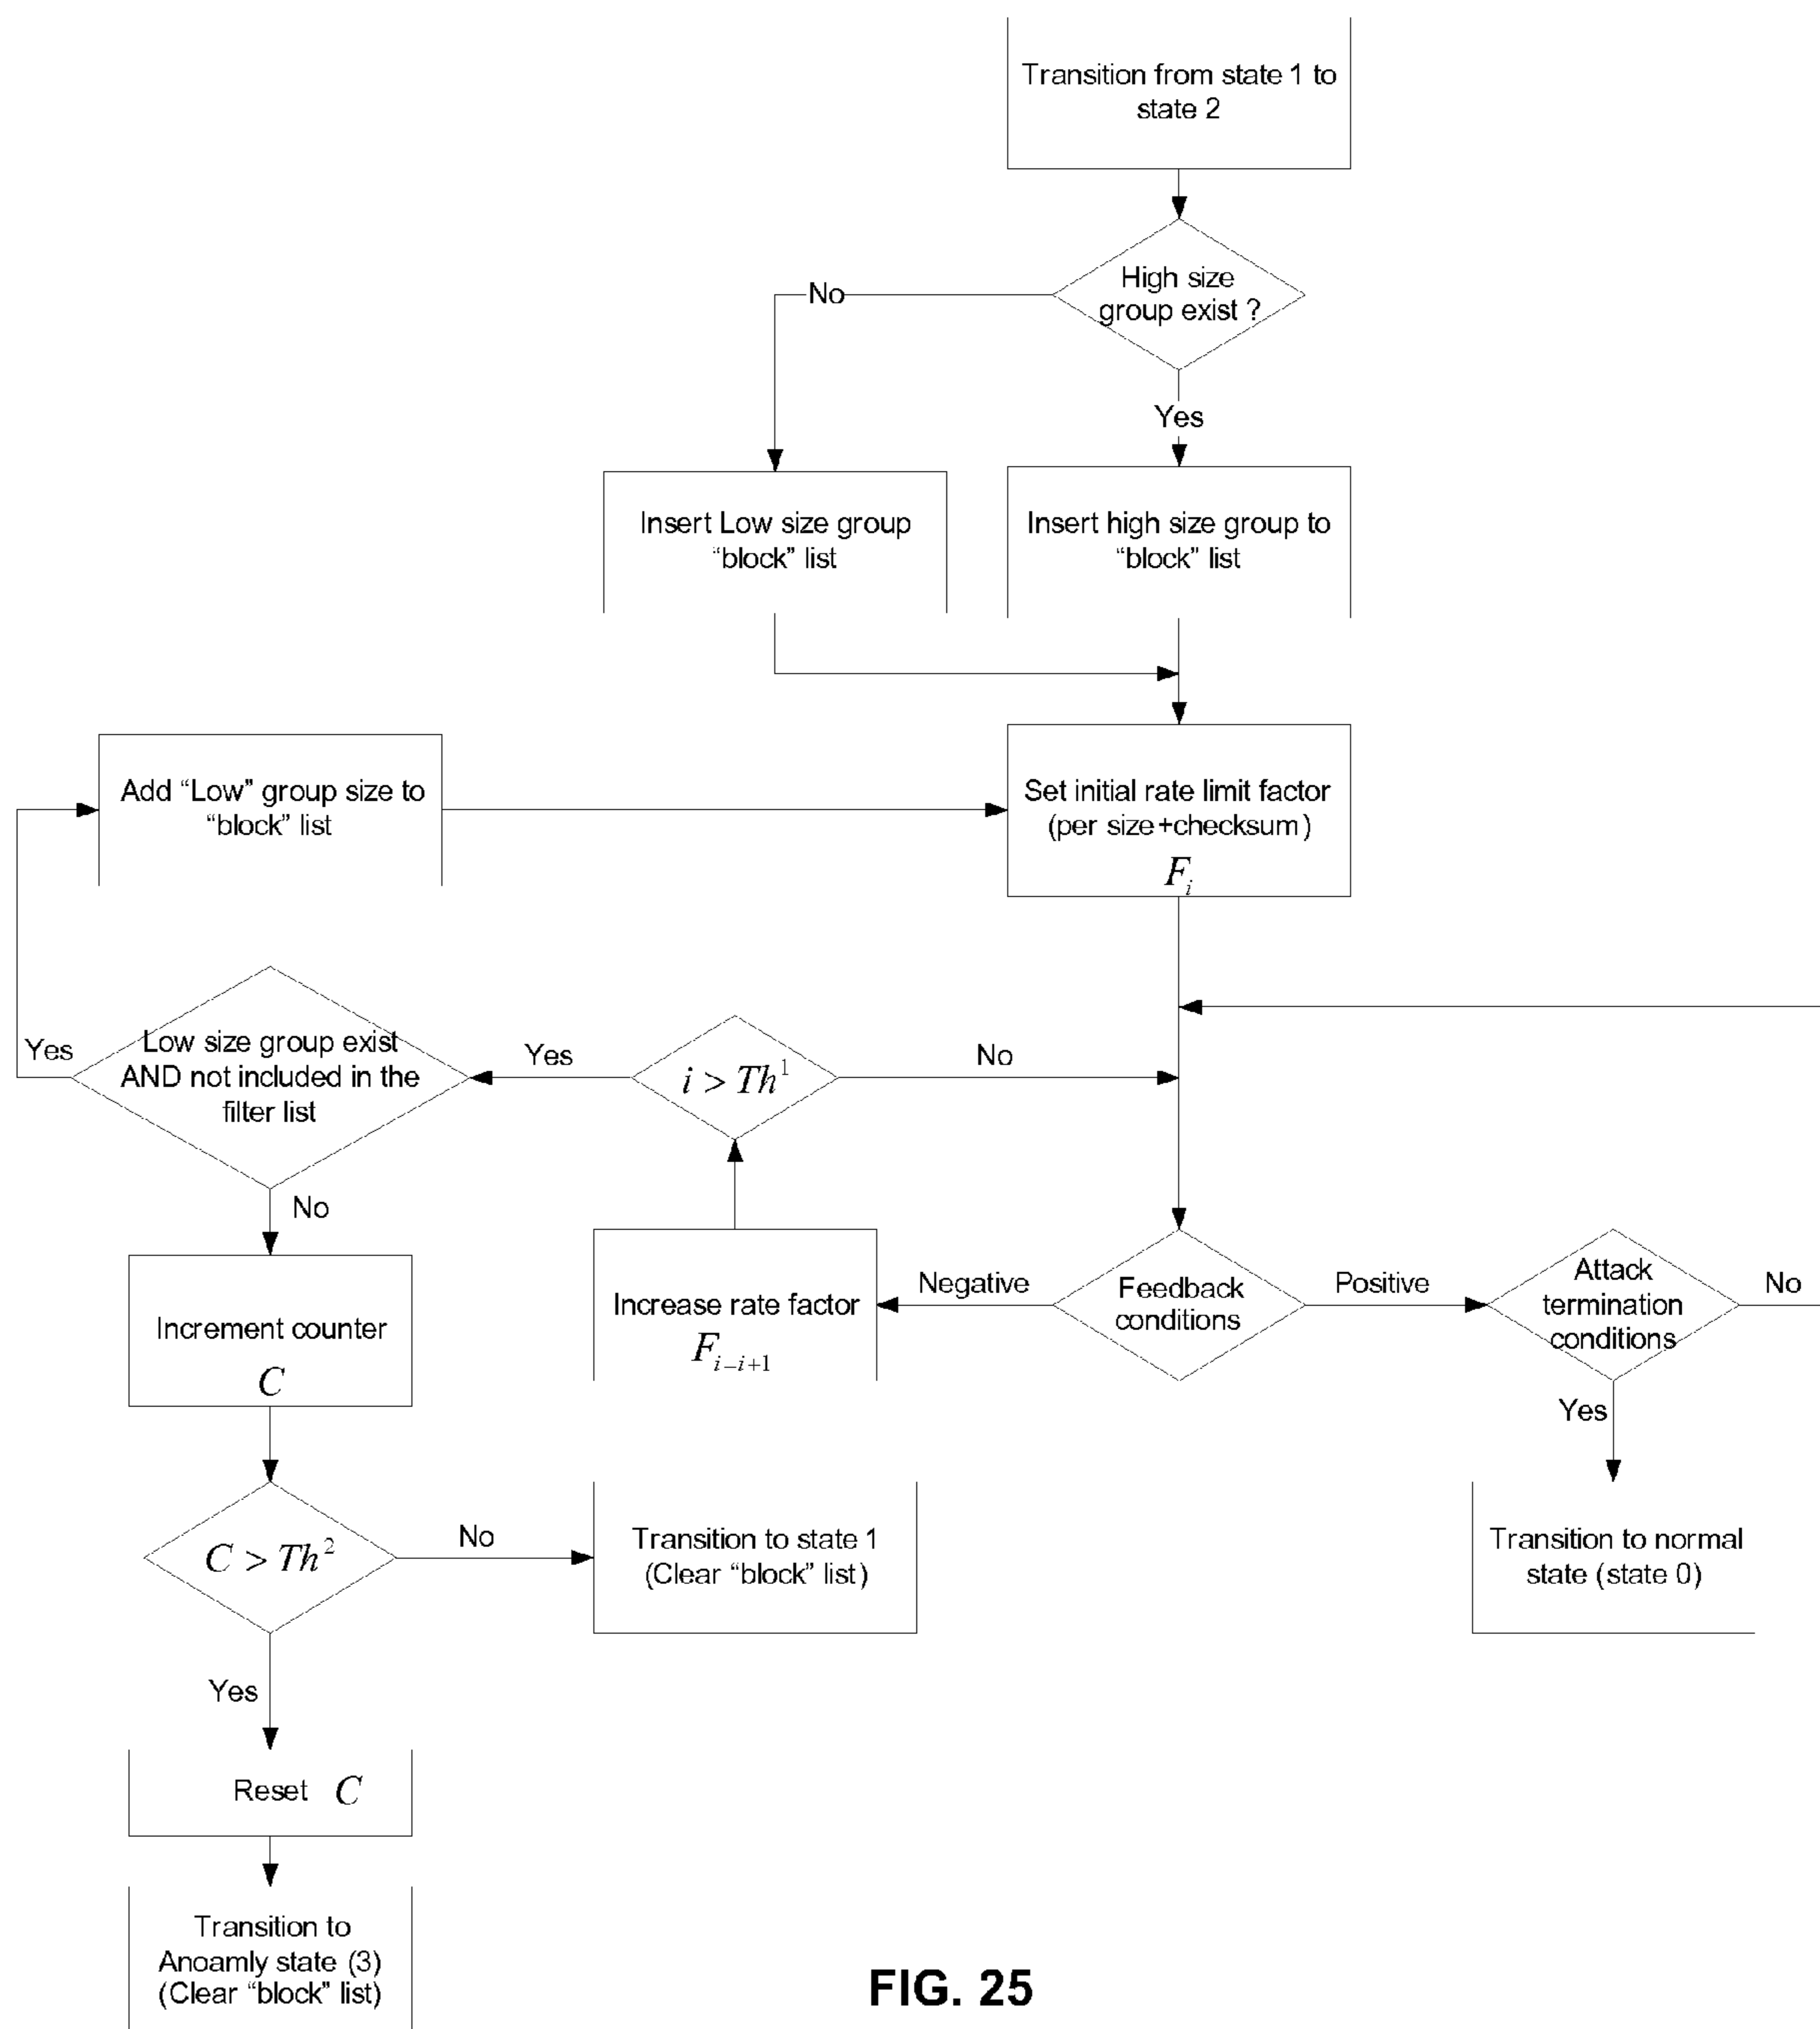 Transition from state 1 to
state 2
High size
group exist ?
No
Yes
Insert Low size group
“block” list
Insert high size group to
“block” list
Add “Low” group size to
“block” list
Set initial rate limit factor
(per size+checksum)
F_i
Yes
Low size group exist
AND not included in the
filter list
Yes
i > Th^1
No
No
Increment counter
C
Increase rate factor
F_{i–i+1}
Negative
Feedback
conditions
Positive
Attack
termination
conditions
No
Yes
C > Th^2
No
Transition to state 1
(Clear “block” list)
Transition to normal
state (state 0)
Yes
Reset C
Transition to
Anoamly state (3)
(Clear “block” list)
FIG. 25